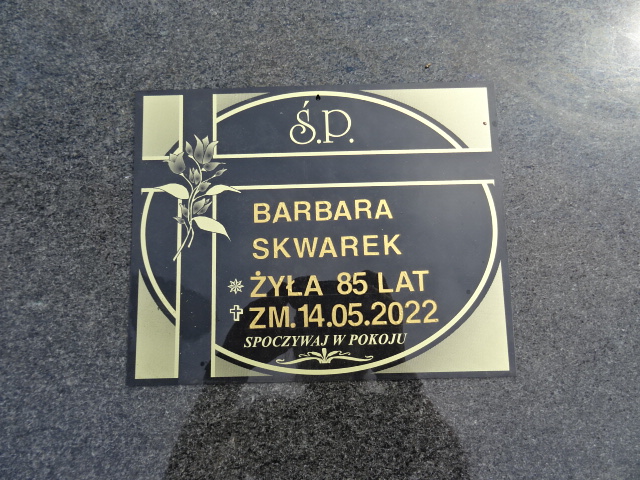 Ś.P.
BARBARA
SKWAREK
ŻYŁA 85 LAT
ZM.14.05.2022
SPOCZYWAJ W POKOJU